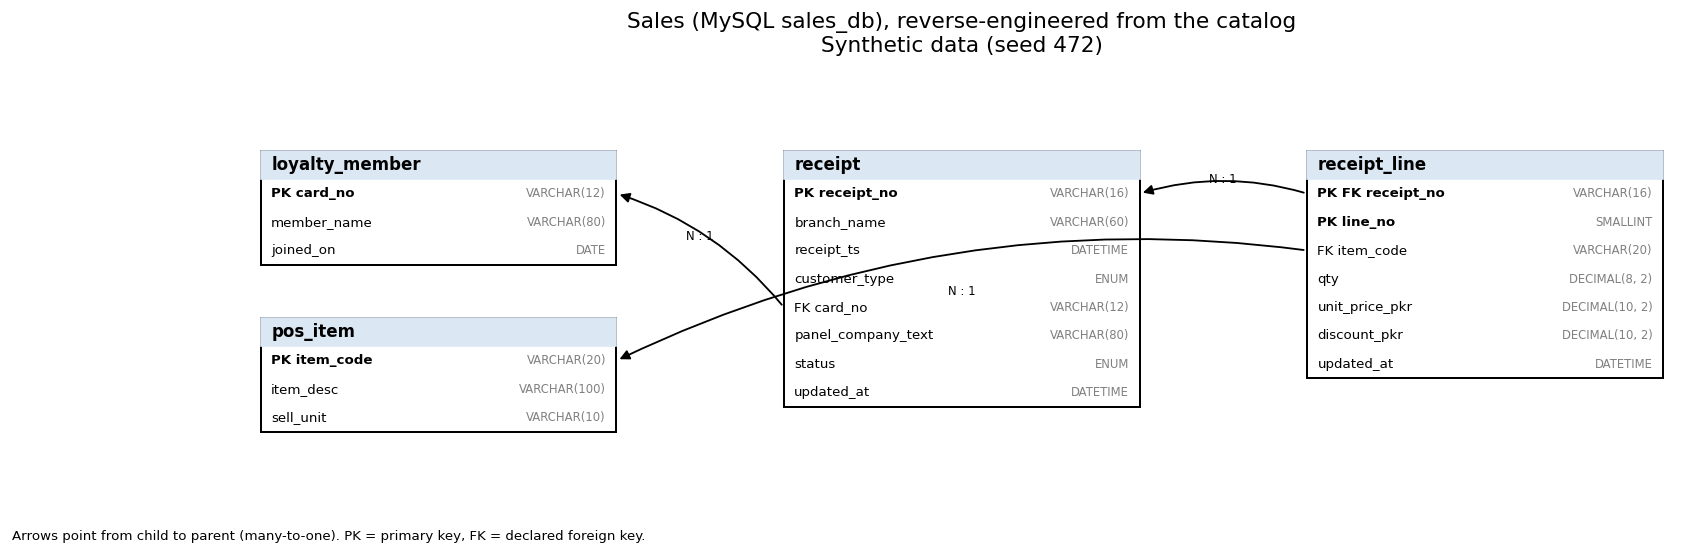 Sales (MySQL sales_db), reverse-engineered from the catalog
Synthetic data (seed 472)
loyalty_member
PK card_no VARCHAR(12)
member_name VARCHAR(80)
joined_on DATE
pos_item
PK item_code VARCHAR(20)
item_desc VARCHAR(100)
sell_unit VARCHAR(10)
N : 1
receipt
PK receipt_no VARCHAR(16)
branch_name VARCHAR(60)
receipt_ts DATETIME
customer_type ENUM
N : 1
FK card_no VARCHAR(12)
panel_company_text VARCHAR(80)
status ENUM
updated_at DATETIME
N : 1
receipt_line
PK FK receipt_no VARCHAR(16)
PK line_no SMALLINT
FK item_code VARCHAR(20)
qty DECIMAL(8, 2)
unit_price_pkr DECIMAL(10, 2)
discount_pkr DECIMAL(10, 2)
updated_at DATETIME
Arrows point from child to parent (many-to-one). PK = primary key, FK = declared foreign key.